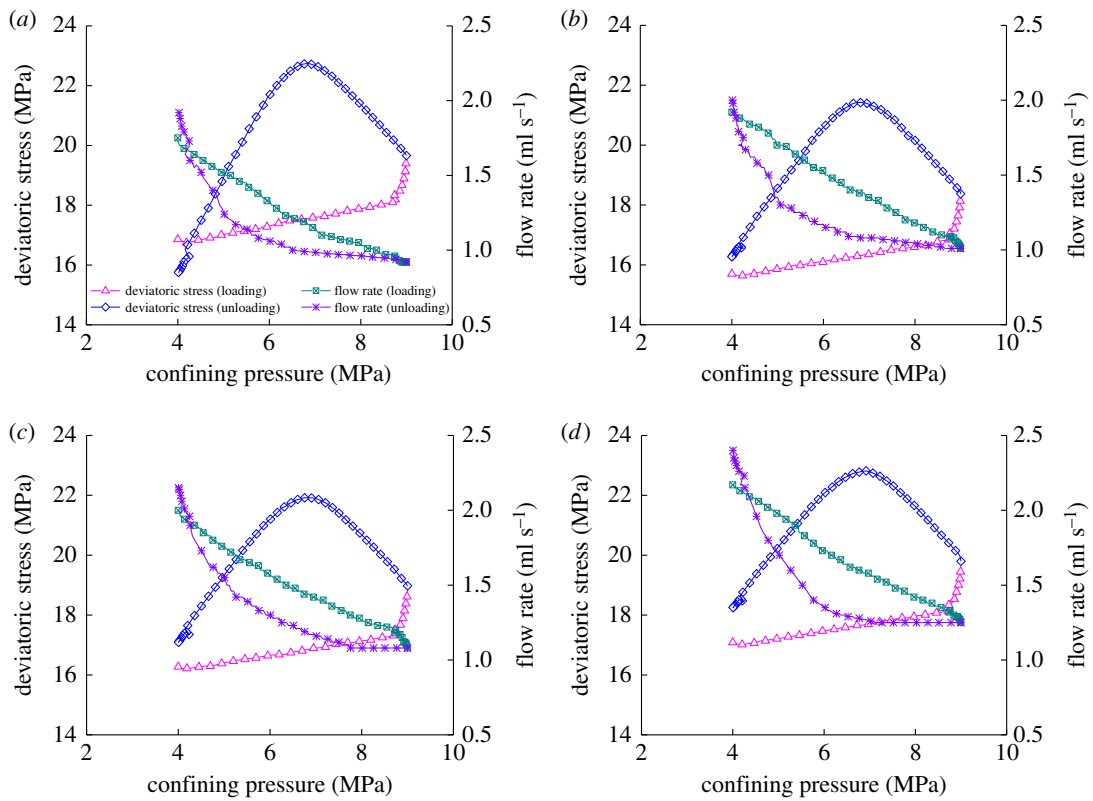 (a)
24
22
20
18
16
14
deviatoric stress (MPa)
2.5
2.0
1.5
1.0
0.5
flow rate (ml s⁻¹)
deviatoric stress (loading)
flow rate (loading)
deviatoric stress (unloading)
flow rate (unloading)
2 4 6 8 10
confining pressure (MPa)
(b)
24
22
20
18
16
14
deviatoric stress (MPa)
2.5
2.0
1.5
1.0
0.5
flow rate (ml s⁻¹)
2 4 6 8 10
confining pressure (MPa)
(c)
24
22
20
18
16
14
deviatoric stress (MPa)
2.5
2.0
1.5
1.0
0.5
flow rate (ml s⁻¹)
2 4 6 8 10
confining pressure (MPa)
(d)
24
22
20
18
16
14
deviatoric stress (MPa)
2.5
2.0
1.5
1.0
0.5
flow rate (ml s⁻¹)
2 4 6 8 10
confining pressure (MPa)